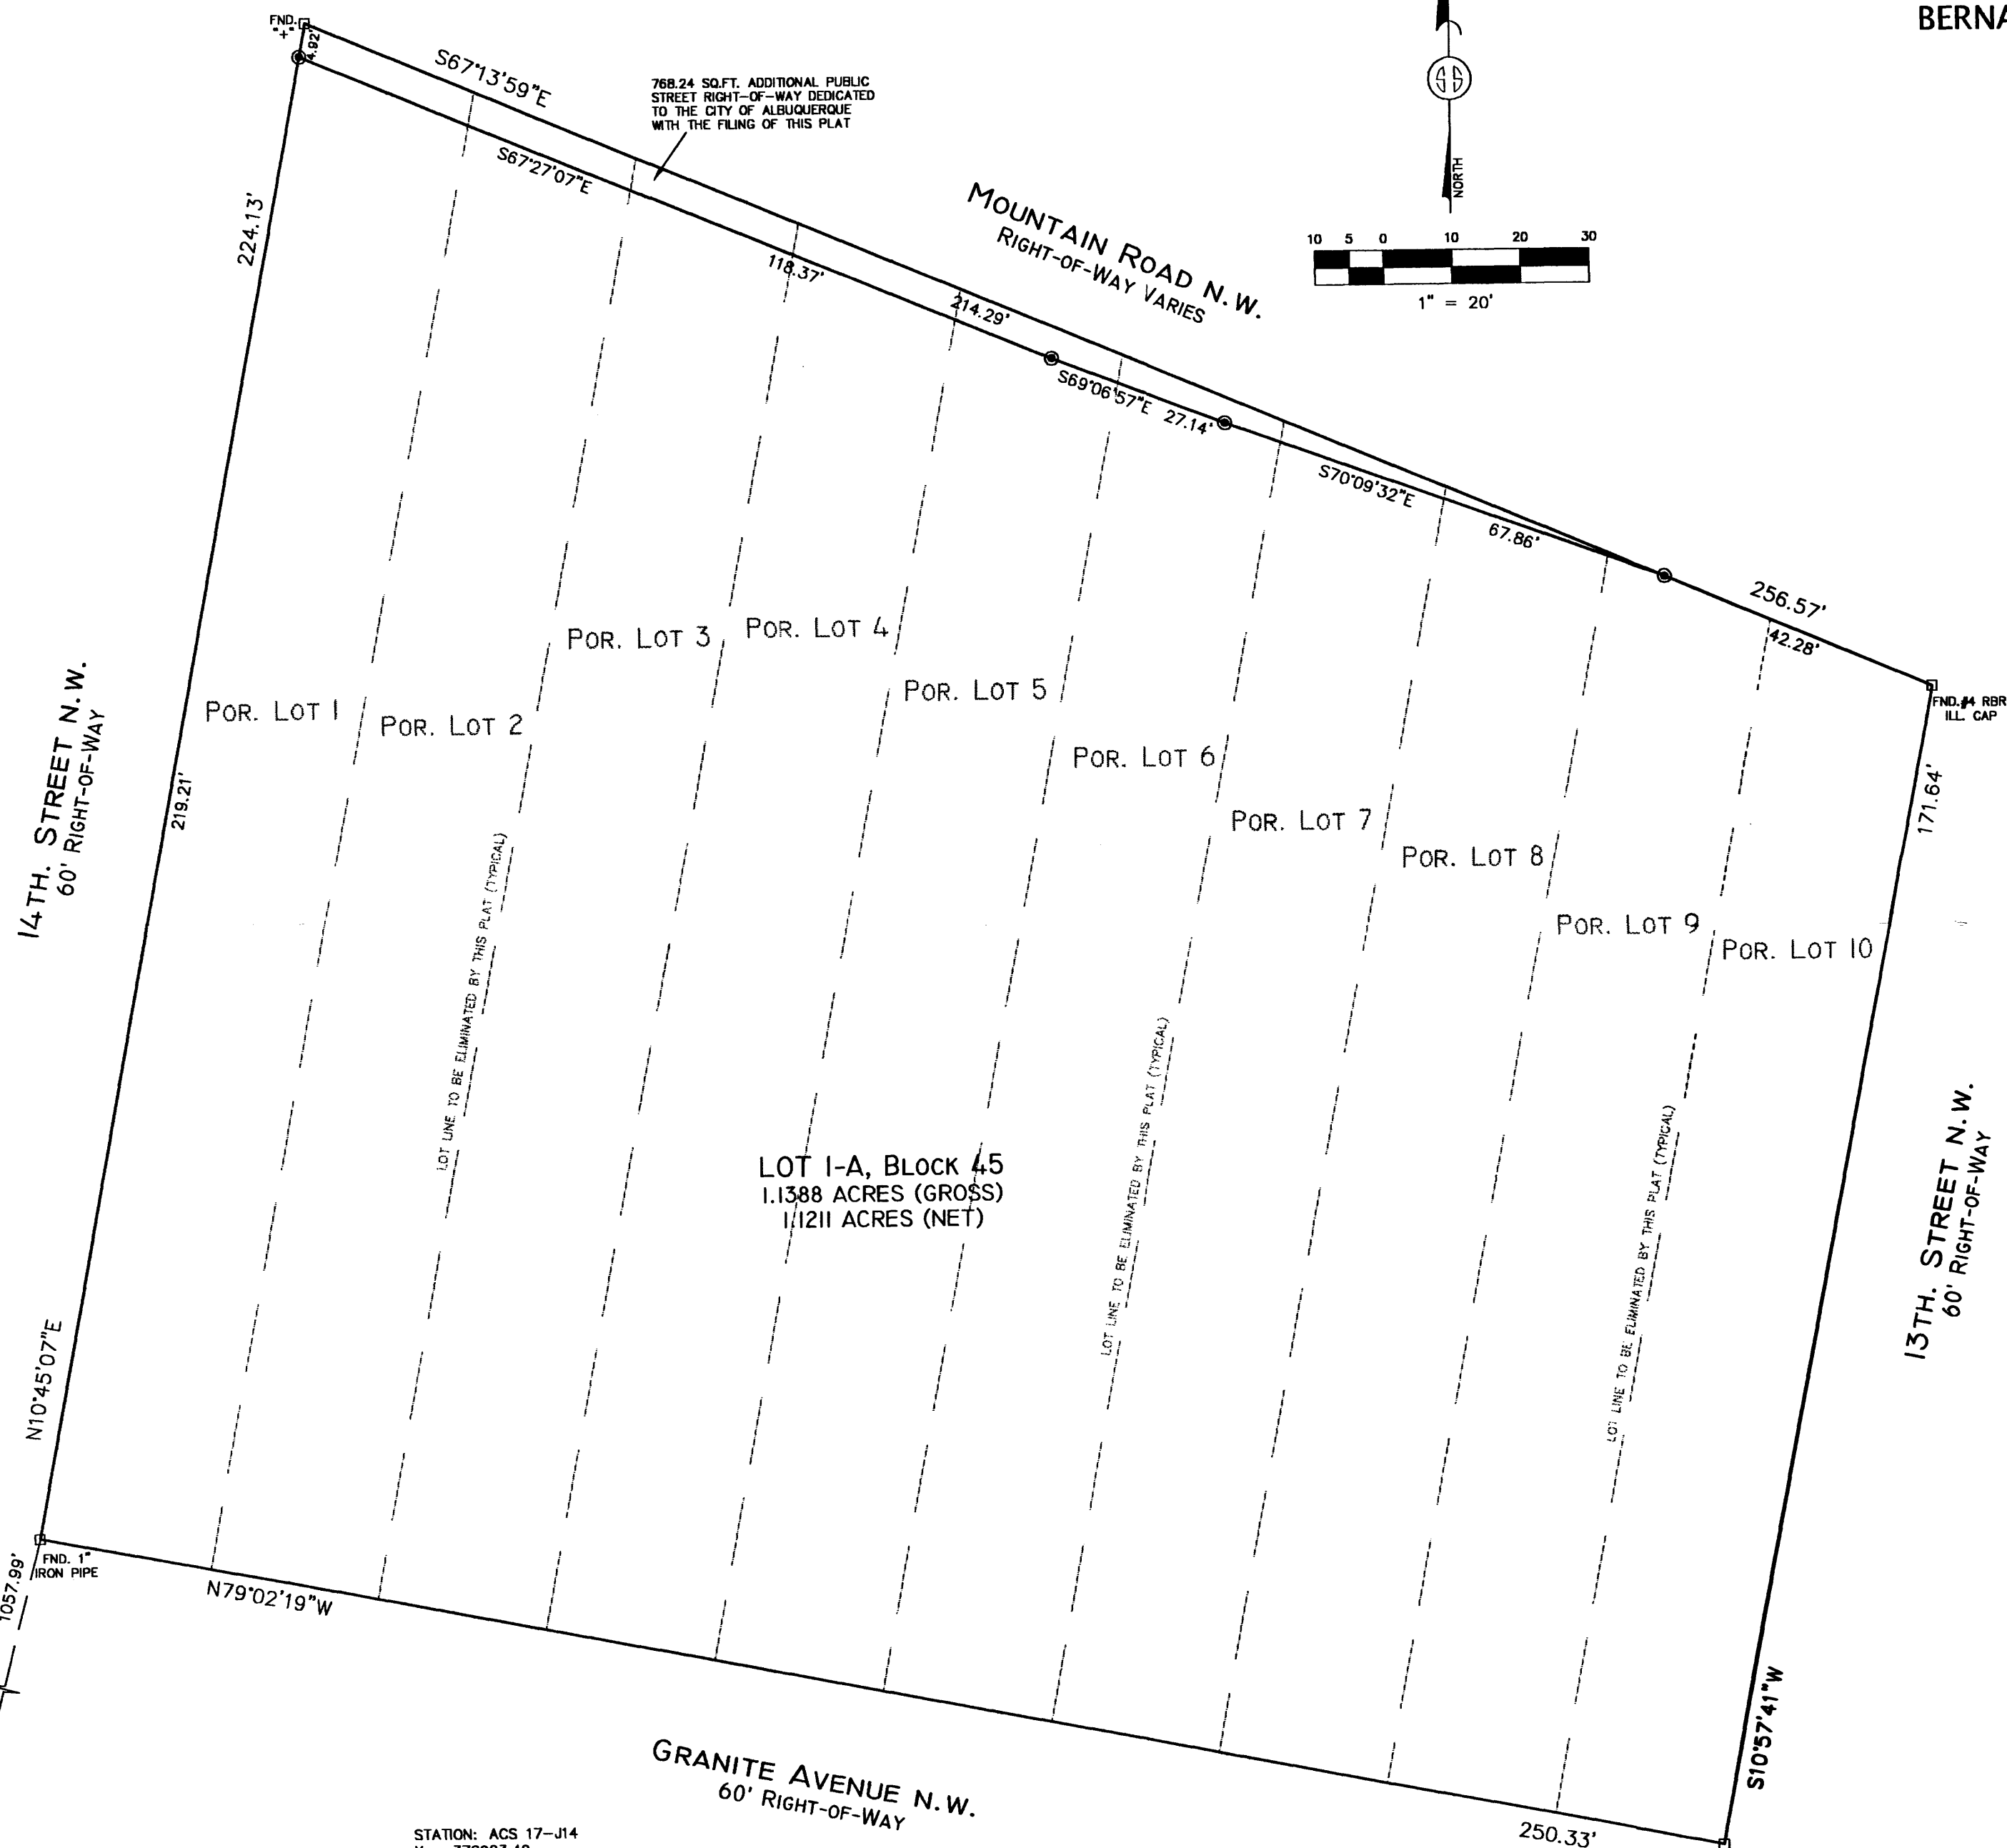 BERNA
FND.
"+"
4.92'
S67°13'59"E
768.24 SQ.FT. ADDITIONAL PUBLIC
STREET RIGHT-OF-WAY DEDICATED
TO THE CITY OF ALBUQUERQUE
WITH THE FILING OF THIS PLAT
S67°27'07"E
NORTH
10 5 0 10 20 30
1" = 20'
MOUNTAIN ROAD N.W.
RIGHT-OF-WAY VARIES
224.13'
118.37'
214.29'
S69°06'57"E 27.14'
S70°09'32"E
67.86'
256.57'
42.28'
FND.#4 RBR
ILL. CAP
171.64'
14TH. STREET N.W.
60' RIGHT-OF-WAY
219.21'
POR. LOT 1
POR. LOT 2
POR. LOT 3
POR. LOT 4
POR. LOT 5
POR. LOT 6
POR. LOT 7
POR. LOT 8
POR. LOT 9
POR. LOT 10
LOT LINE TO BE ELIMINATED BY THIS PLAT (TYPICAL)
LOT LINE TO BE ELIMINATED BY THIS PLAT (TYPICAL)
LOT LINE TO BE ELIMINATED BY THIS PLAT (TYPICAL)
LOT 1-A, BLOCK 45
1.1388 ACRES (GROSS)
1.1211 ACRES (NET)
13TH. STREET N.W.
60' RIGHT-OF-WAY
N10°45'07"E
FND. 1"
IRON PIPE
1057.99'
N79°02'19"W
S10°57'41"W
GRANITE AVENUE N.W.
60' RIGHT-OF-WAY
250.33'
STATION: ACS 17-J14